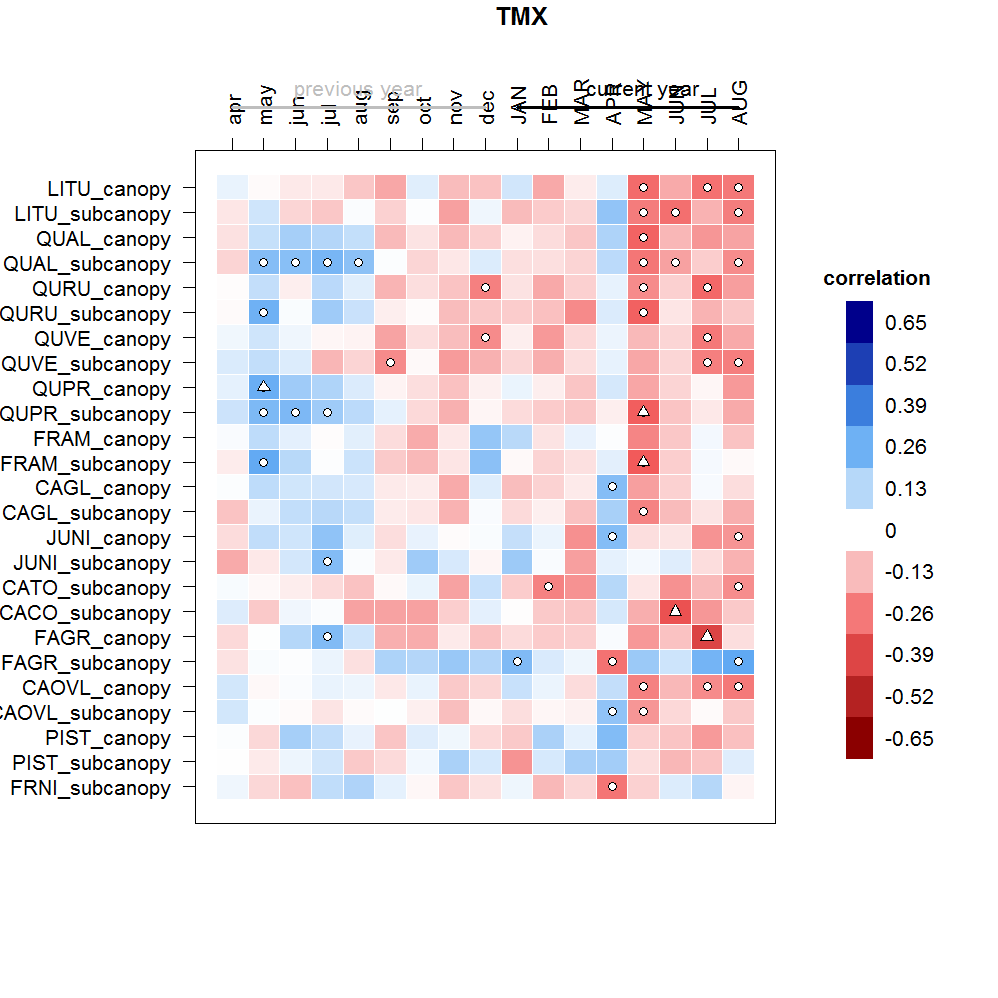 TMX
previous year
current year
apr may jun jul aug sep oct nov dec JAN FEB MAR APR MAY JUN JUL AUG
LITU_canopy
LITU_subcanopy
QUAL_canopy
QUAL_subcanopy
QURU_canopy
QURU_subcanopy
QUVE_canopy
QUVE_subcanopy
QUPR_canopy
QUPR_subcanopy
FRAM_canopy
FRAM_subcanopy
CAGL_canopy
CAGL_subcanopy
JUNI_canopy
JUNI_subcanopy
CATO_subcanopy
CACO_subcanopy
FAGR_canopy
FAGR_subcanopy
CAOVL_canopy
CAOVL_subcanopy
PIST_canopy
PIST_subcanopy
FRNI_subcanopy
correlation
0.65
0.52
0.39
0.26
0.13
0
-0.13
-0.26
-0.39
-0.52
-0.65